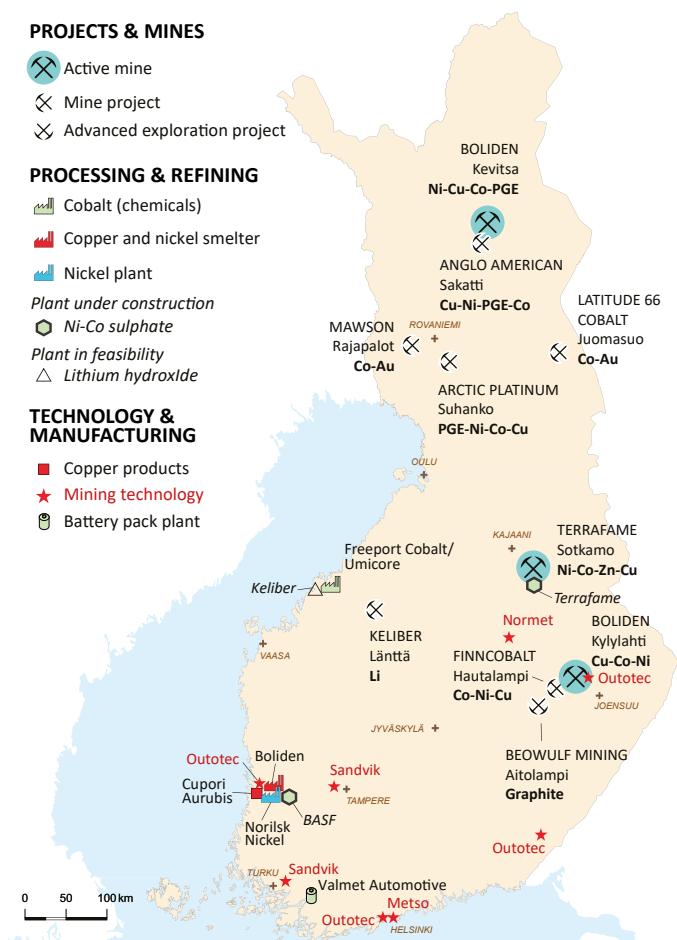 PROJECTS & MINES
Active mine
Mine project
Advanced exploration project
PROCESSING & REFINING
Cobalt (chemicals)
Copper and nickel smelter
Nickel plant
Plant under construction
Ni-Co sulphate
Plant in feasibility
Lithium hydroxIde
TECHNOLOGY &
MANUFACTURING
Copper products
Mining technology
Battery pack plant
BOLIDEN
Kevitsa
Ni-Cu-Co-PGE
ANGLO AMERICAN
Sakatti
Cu-Ni-PGE-Co
LATITUDE 66
COBALT
Juomasuo
Co-Au
MAWSON
Rajapalot
Co-Au
ROVANIEMI
ARCTIC PLATINUM
Suhanko
PGE-Ni-Co-Cu
OULU
KAJAANI
TERRAFAME
Sotkamo
Ni-Co-Zn-Cu
Terrafame
Freeport Cobalt/
Umicore
Keliber
KELIBER
Länttä
Li
VAASA
Normet
BOLIDEN
Kylylahti
Cu-Co-Ni
Outotec
FINNCOBALT
Hautalampi
Co-Ni-Cu
JOENSUU
JYVÄSKYLÄ
BEOWULF MINING
Aitolampi
Graphite
Outotec
Boliden
Cupori
Aurubis
Norilsk
Nickel
BASF
Sandvik
TAMPERE
Outotec
TURKU
Sandvik
Valmet Automotive
Metso
Outotec
HELSINKI
0 50 100 km